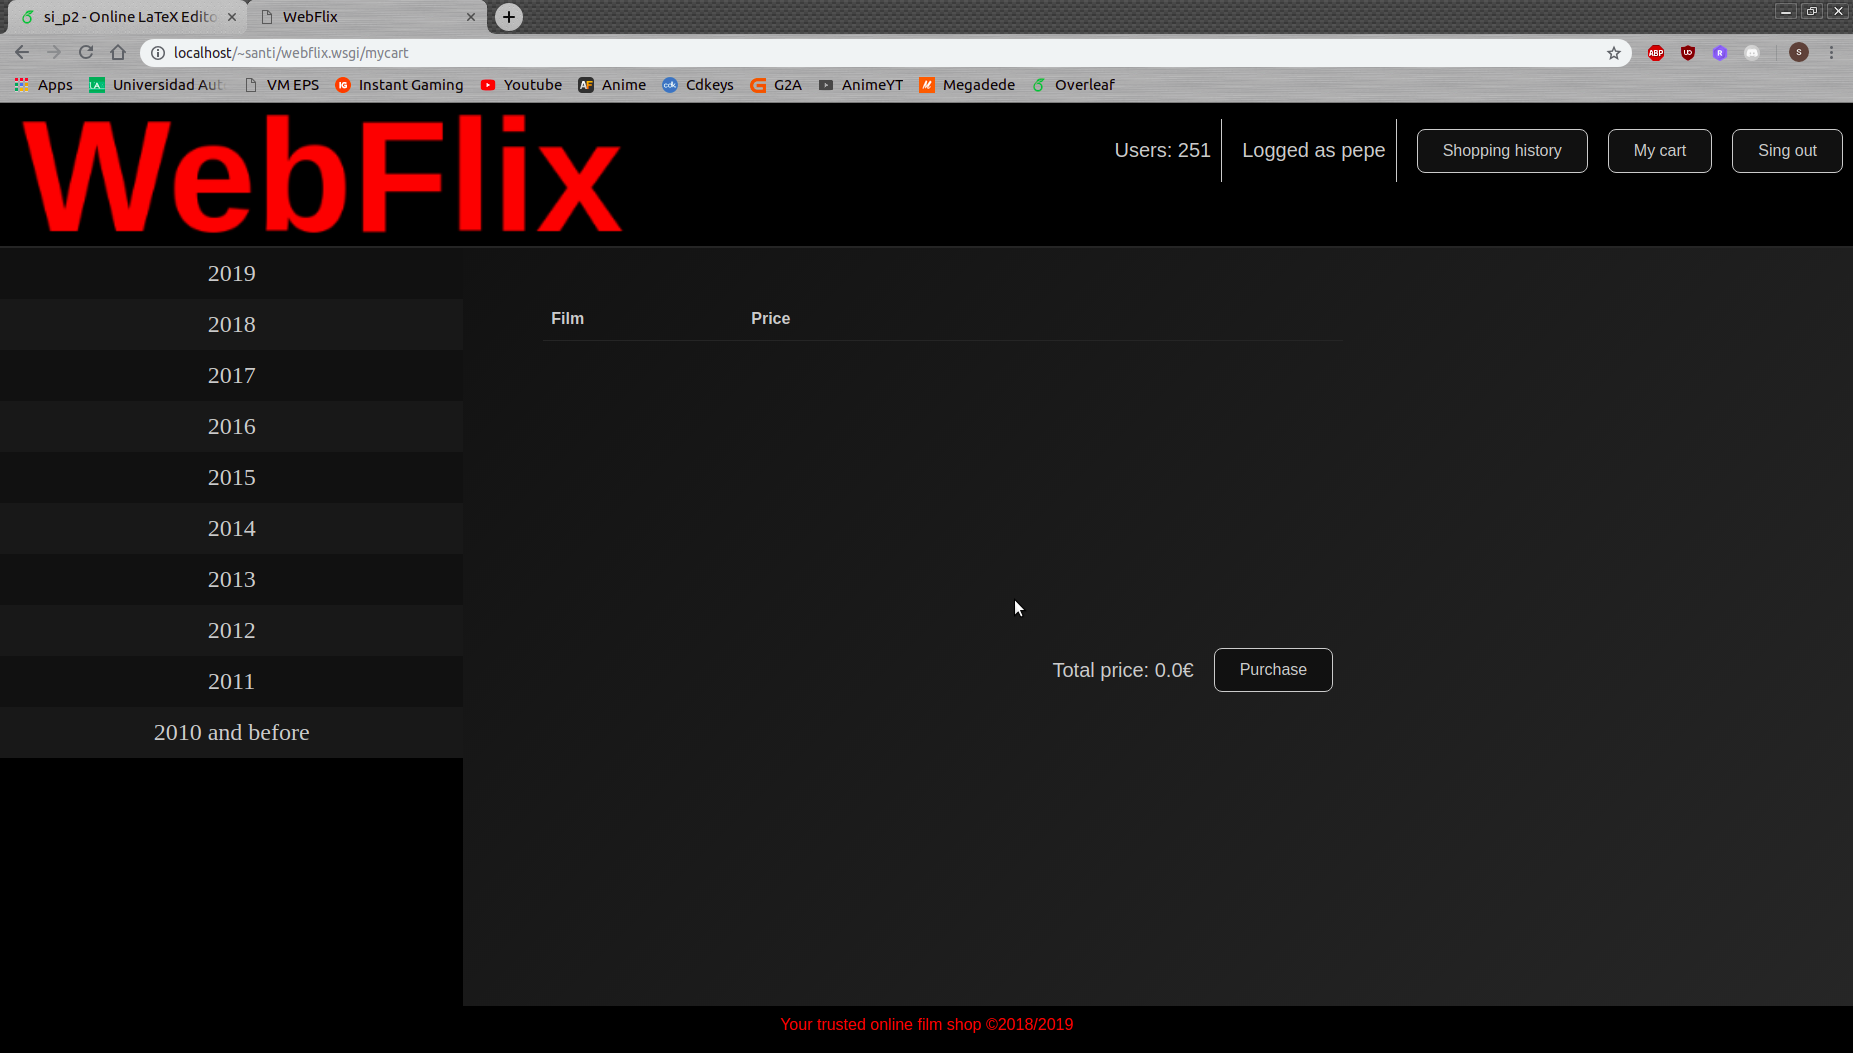 si_p2 - Online LaTeX Edito
WebFlix
localhost/~santi/webflix.wsgi/mycart
Apps
Universidad Aut
VM EPS
Instant Gaming
Youtube
Anime
Cdkeys
G2A
AnimeYT
Megadede
Overleaf
WebFlix
Users: 251
Logged as pepe
Shopping history
My cart
Sing out
2019
2018
2017
2016
2015
2014
2013
2012
2011
2010 and before
Film Price
Total price: 0.0€
Purchase
Your trusted online film shop ©2018/2019